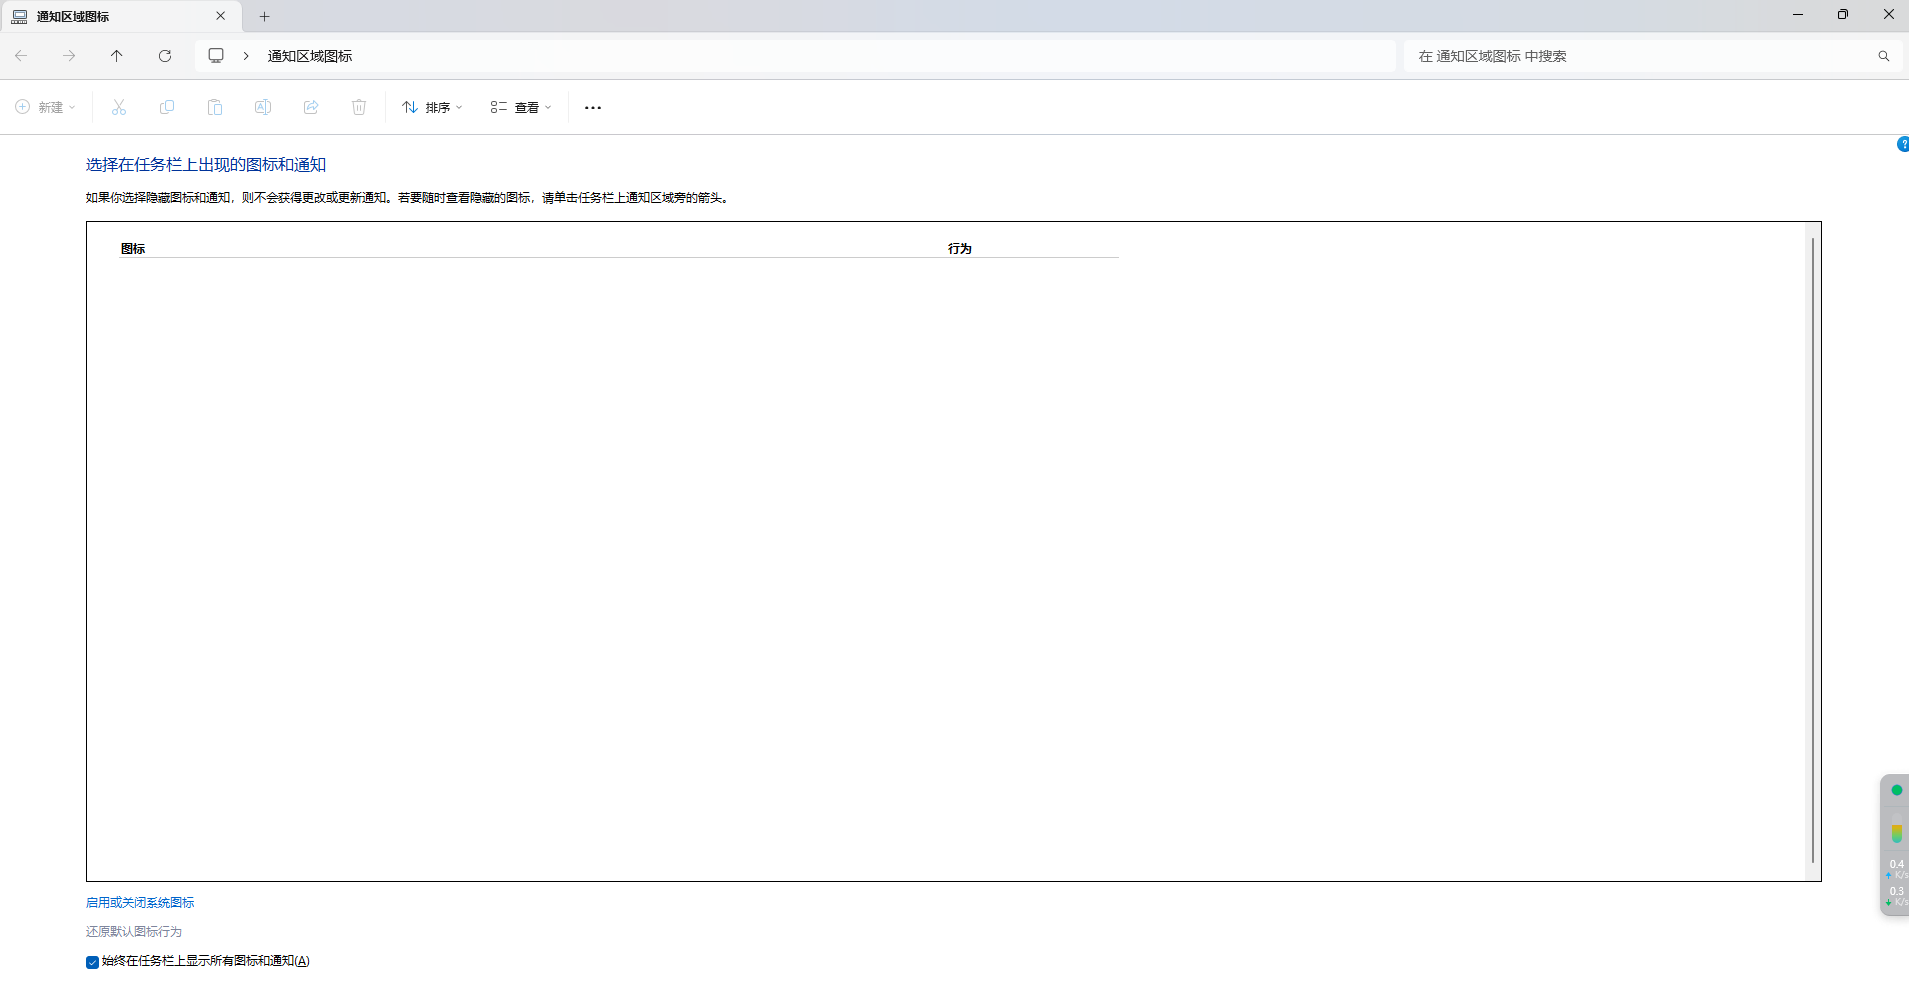 通知区域图标
通知区域图标
在 通知区域图标 中搜索
新建
排序
查看
选择在任务栏上出现的图标和通知
如果你选择隐藏图标和通知，则不会获得更改或更新通知。若要随时查看隐藏的图标，请单击任务栏上通知区域旁的箭头。
图标 行为
启用或关闭系统图标
还原默认图标行为
始终在任务栏上显示所有图标和通知(A)
0.4
K/s
0.3
K/s